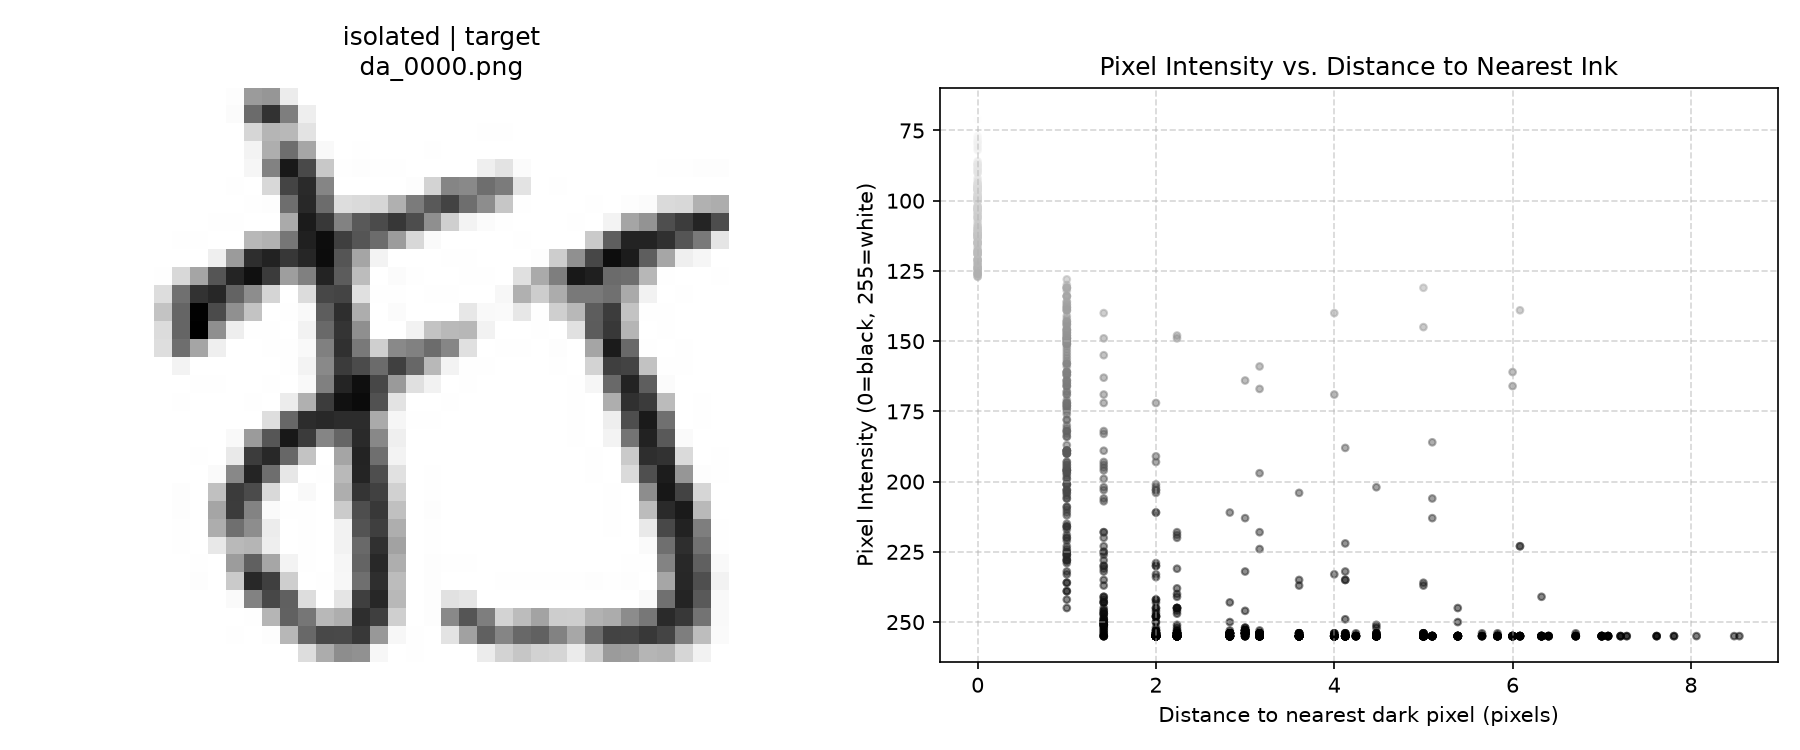 isolated | target
da_0000.png
Pixel Intensity vs. Distance to Nearest Ink
75
100
125
150
175
200
225
250
Pixel Intensity (0=black, 255=white)
0 2 4 6 8
Distance to nearest dark pixel (pixels)